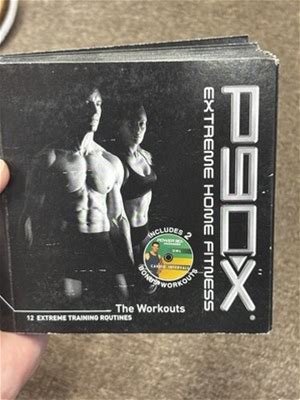 P90X®
EXTREME HOME FITNESS
INCLUDES 2
BONUS WORKOUTS
The Workouts
12 EXTREME TRAINING ROUTINES